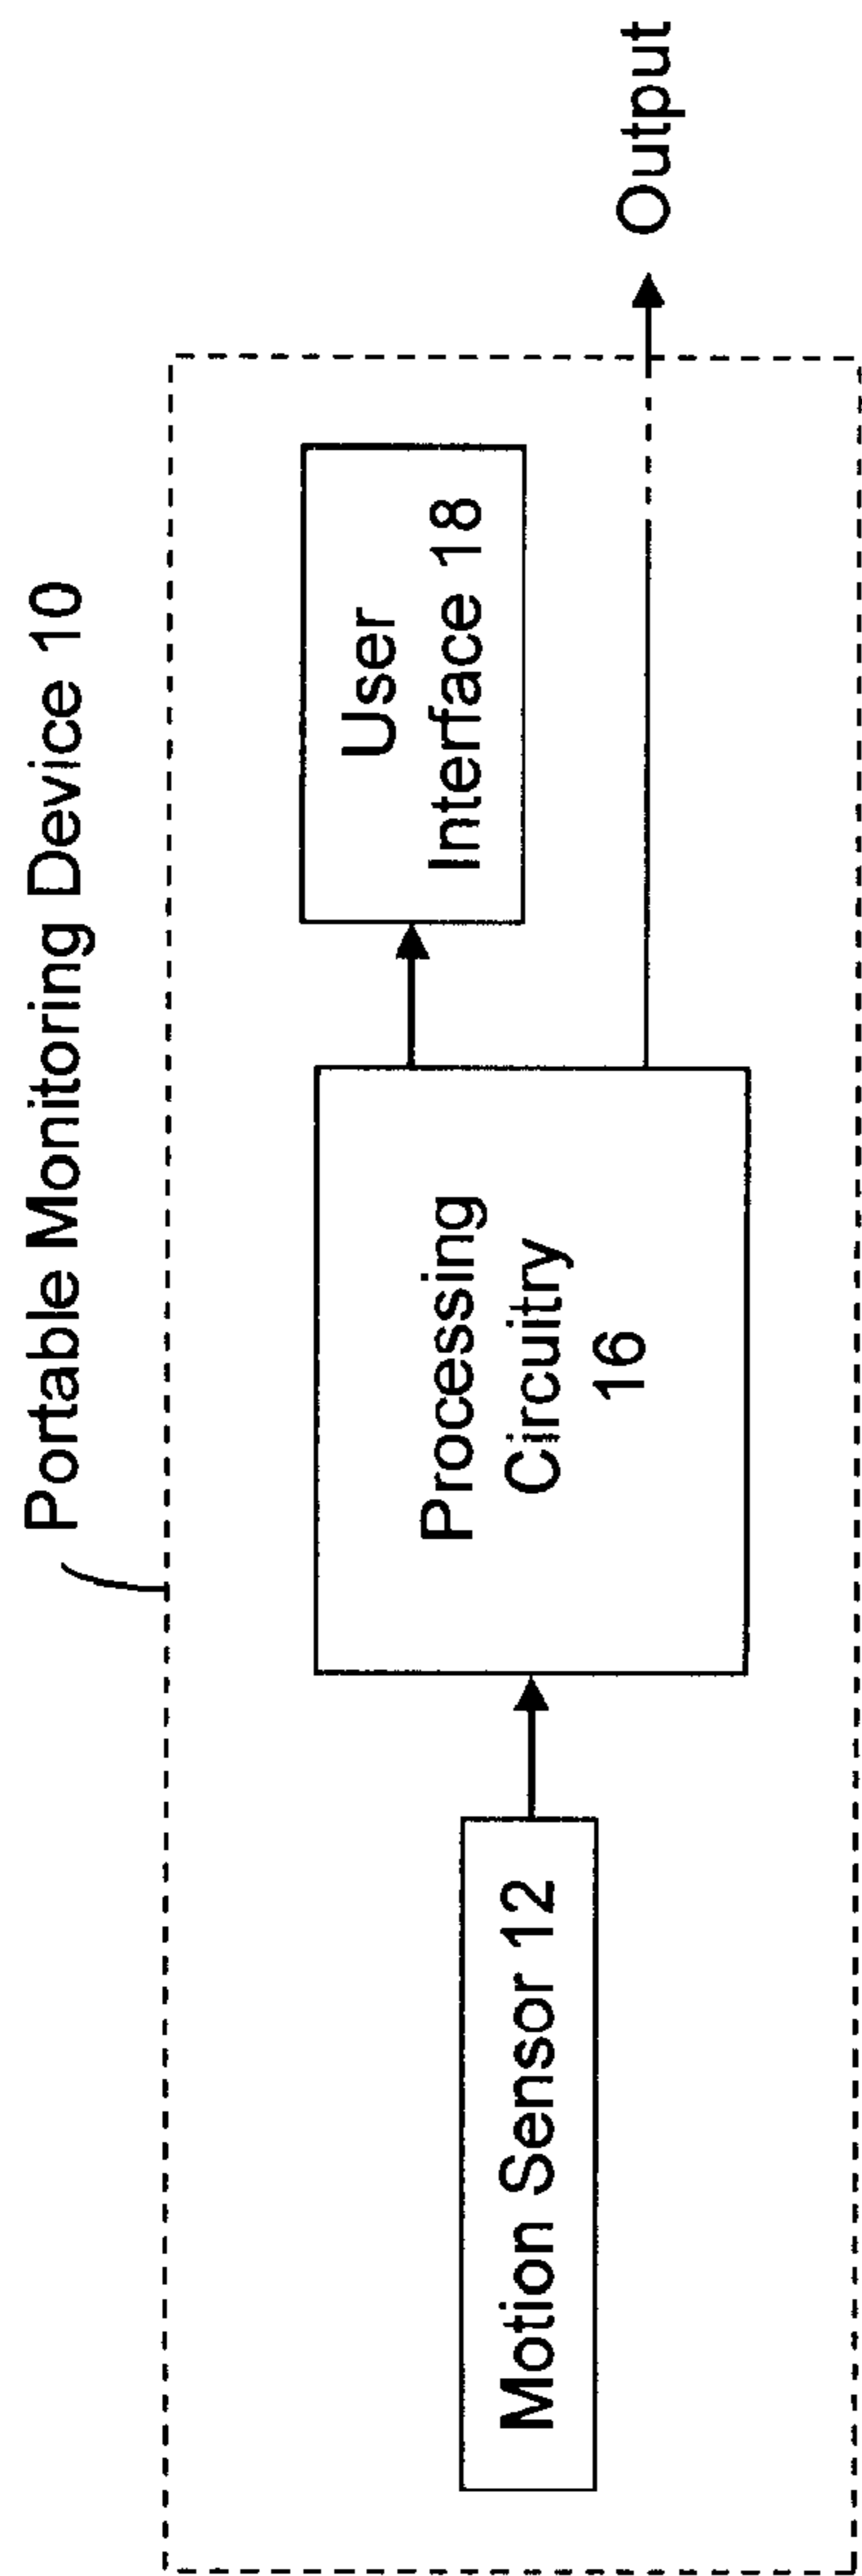 Portable Monitoring Device 10
Motion Sensor 12
Processing
Circuitry
16
User
Interface 18
Output